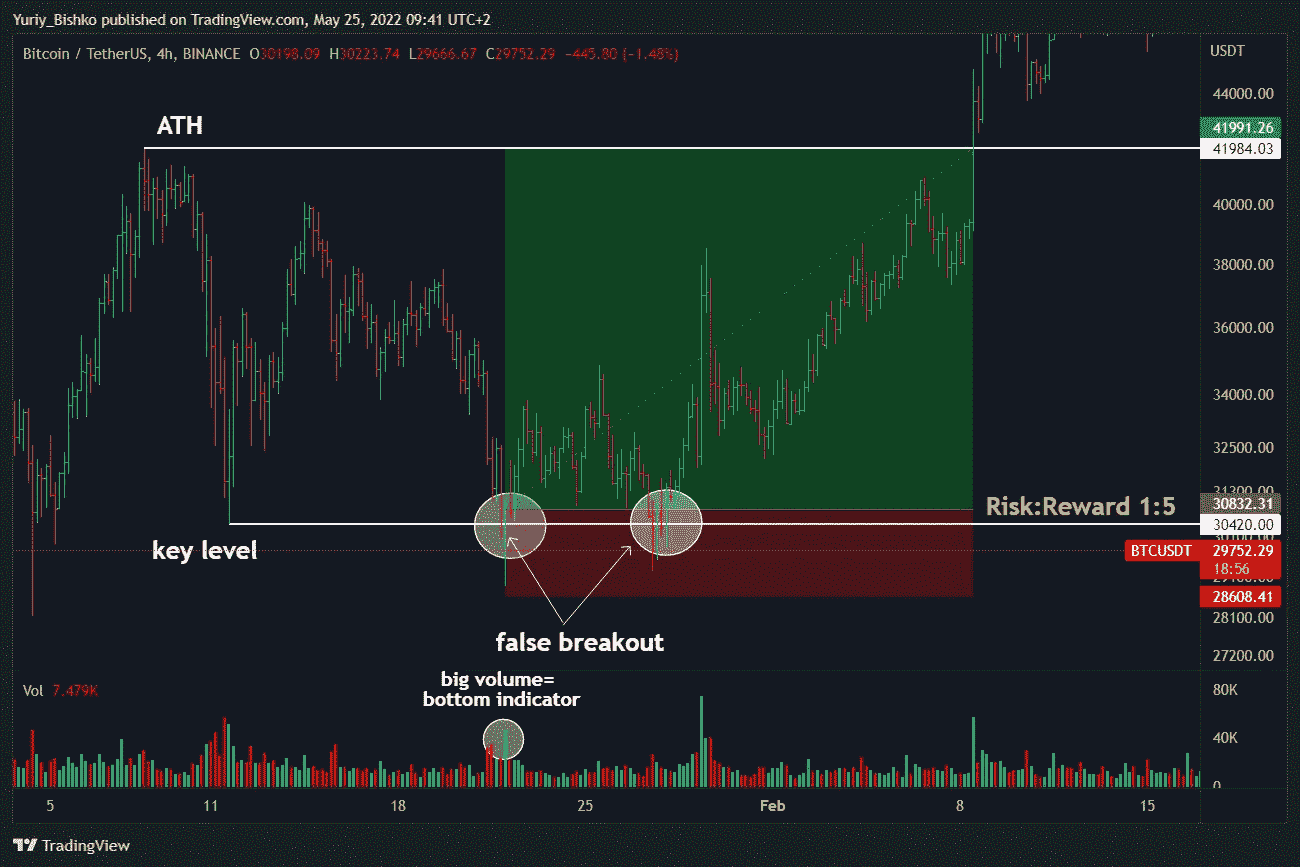 Yuriy_Bishko published on TradingView.com, May 25, 2022 09:41 UTC+2
Bitcoin / TetherUS, 4h, BINANCE O30198.09 H30223.74 L29666.67 C29752.29 −445.80 (−1.48%)
USDT
44000.00
ATH
41991.26
41984.03
40000.00
38000.00
36000.00
34000.00
32500.00
31300.00
Risk:Reward 1:5
30832.31
30420.00
30100.00
key level
BTCUSDT 29752.29
18:56
28608.41
28100.00
false breakout
27200.00
big volume=
bottom indicator
Vol 7.479K
80K
40K
0
5 11 18 25 Feb 8 15
TradingView